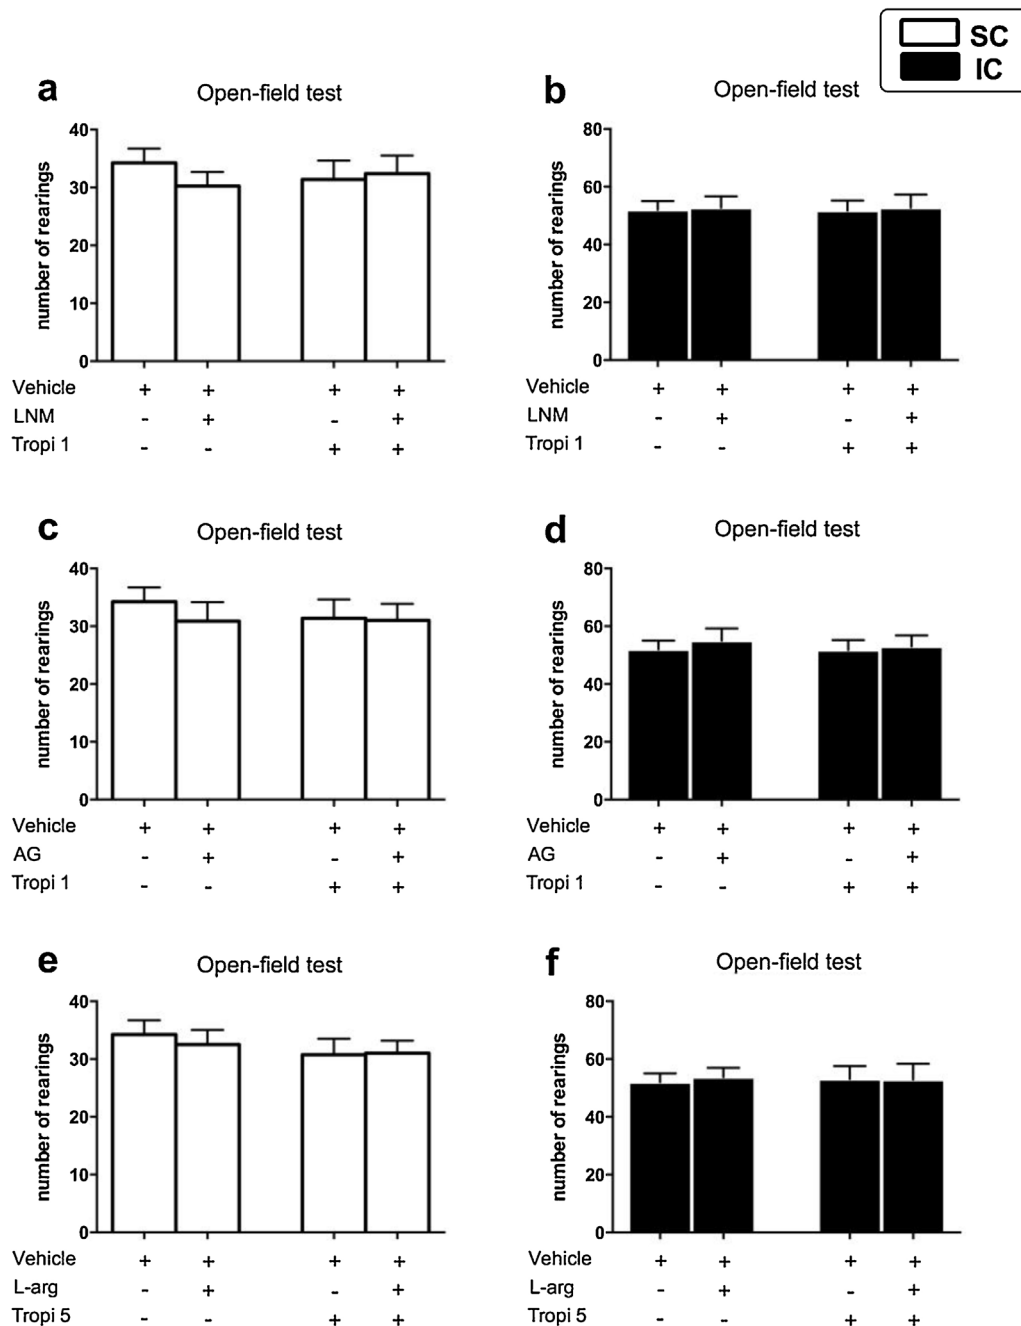 SC
IC
a
Open-field test
number of rearings
40
30
20
10
0
Vehicle + + + +
LNM - + - +
Tropi 1 - - + +
b
Open-field test
number of rearings
80
60
40
20
0
Vehicle + + + +
LNM - + - +
Tropi 1 - - + +
c
Open-field test
number of rearings
40
30
20
10
0
Vehicle + + + +
AG - + - +
Tropi 1 - - + +
d
Open-field test
number of rearings
80
60
40
20
0
Vehicle + + + +
AG - + - +
Tropi 1 - - + +
e
Open-field test
number of rearings
40
30
20
10
0
Vehicle + + + +
L-arg - + - +
Tropi 5 - - + +
f
Open-field test
number of rearings
80
60
40
20
0
Vehicle + + + +
L-arg - + - +
Tropi 5 - - + +